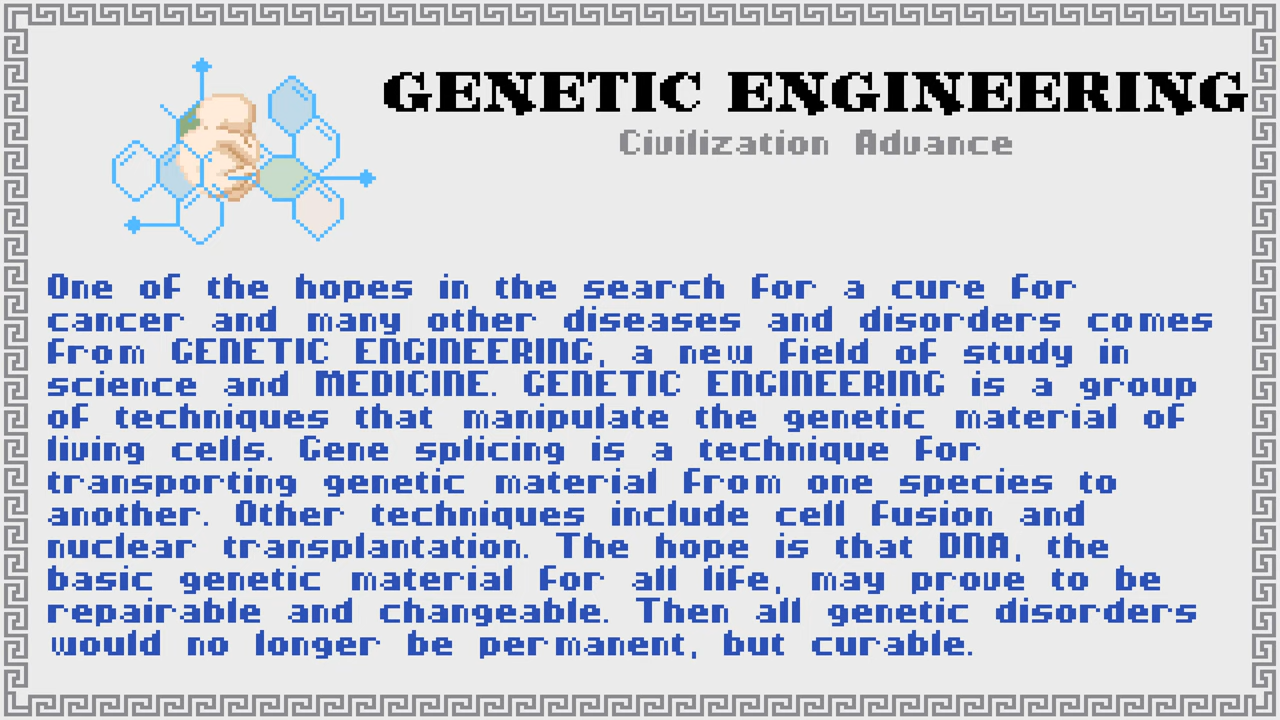 GENETIC ENGINEERING
Civilization Advance
One of the hopes in the search for a cure for
cancer and many other diseases and disorders comes
from GENETIC ENGINEERING, a new field of study in
science and MEDICINE. GENETIC ENGINEERING is a group
of techniques that manipulate the genetic material of
living cells. Gene splicing is a technique for
transporting genetic material from one species to
another. Other techniques include cell fusion and
nuclear transplantation. The hope is that DNA, the
basic genetic material for all life, may prove to be
repairable and changeable. Then all genetic disorders
would no longer be permanent, but curable.